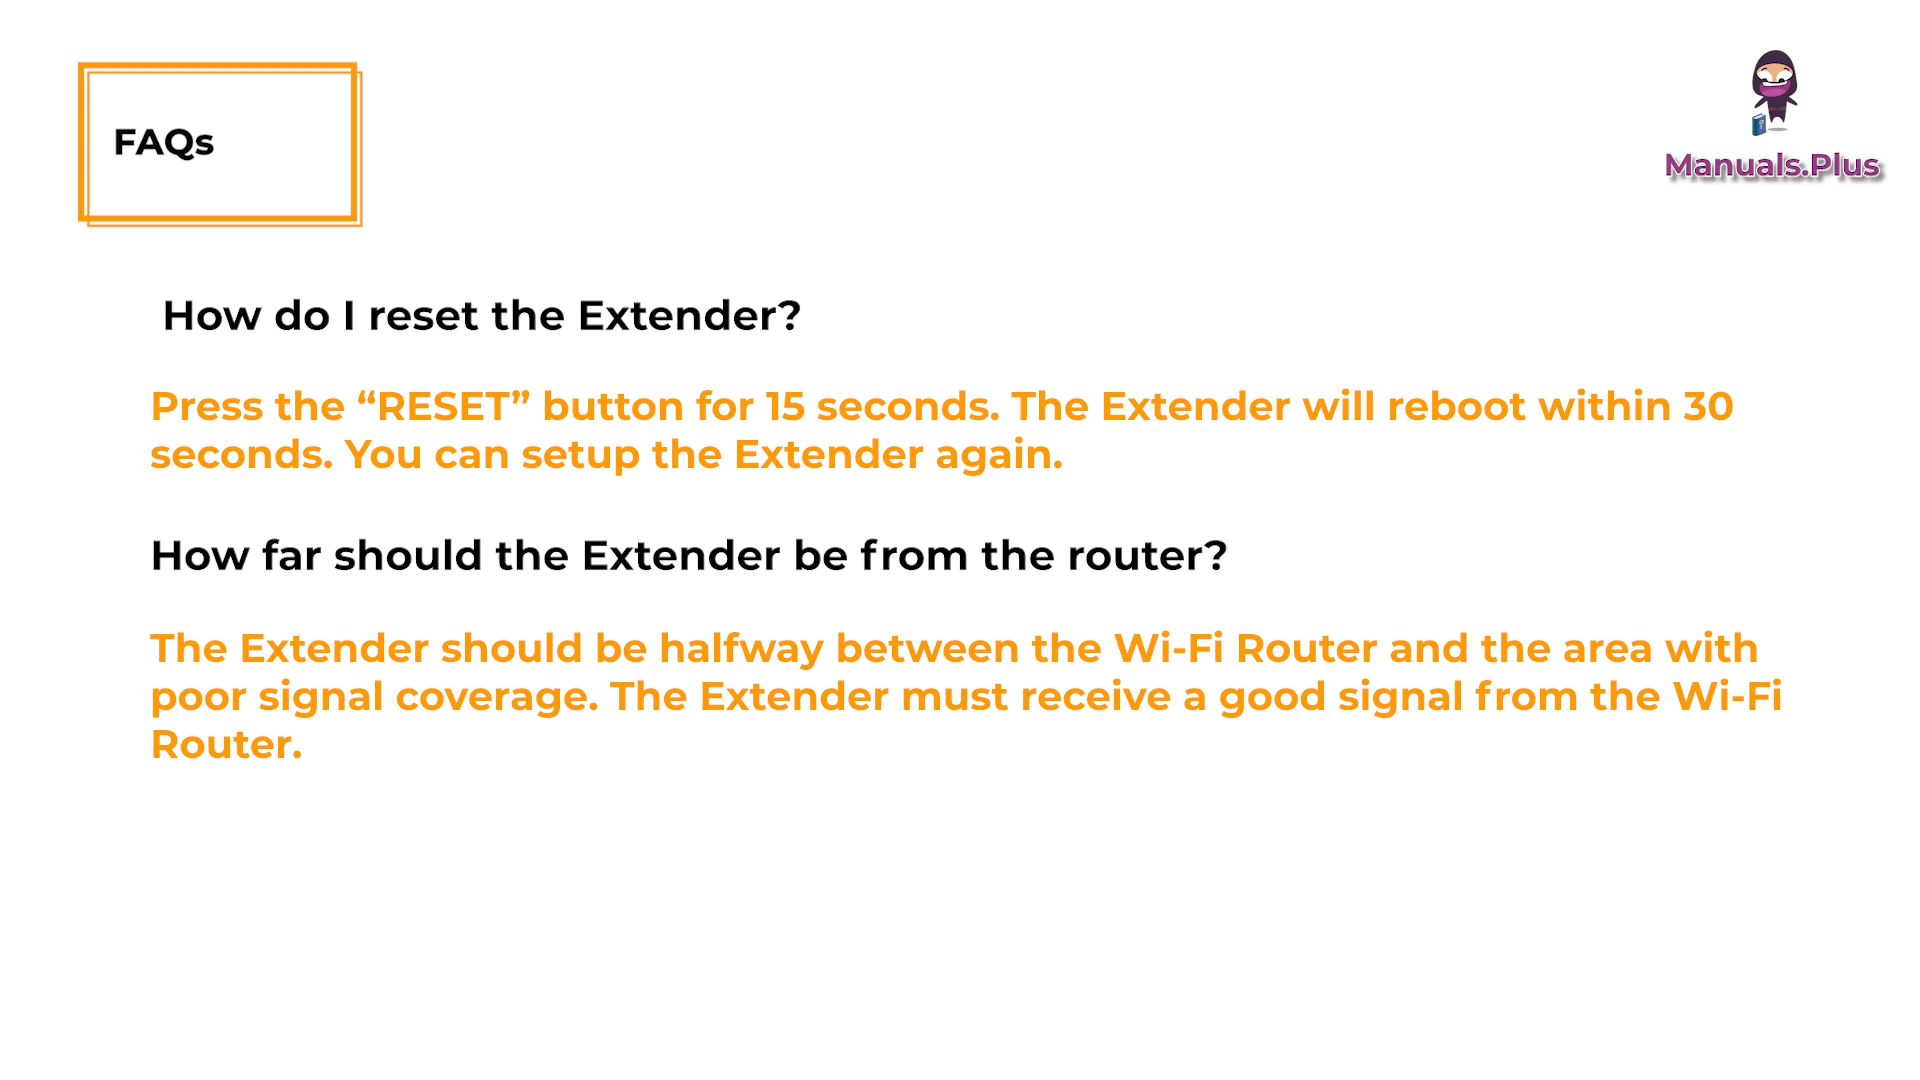 FAQs
Manuals.Plus
How do I reset the Extender?
Press the “RESET” button for 15 seconds. The Extender will reboot within 30
seconds. You can setup the Extender again.
How far should the Extender be from the router?
The Extender should be halfway between the Wi-Fi Router and the area with
poor signal coverage. The Extender must receive a good signal from the Wi-Fi
Router.